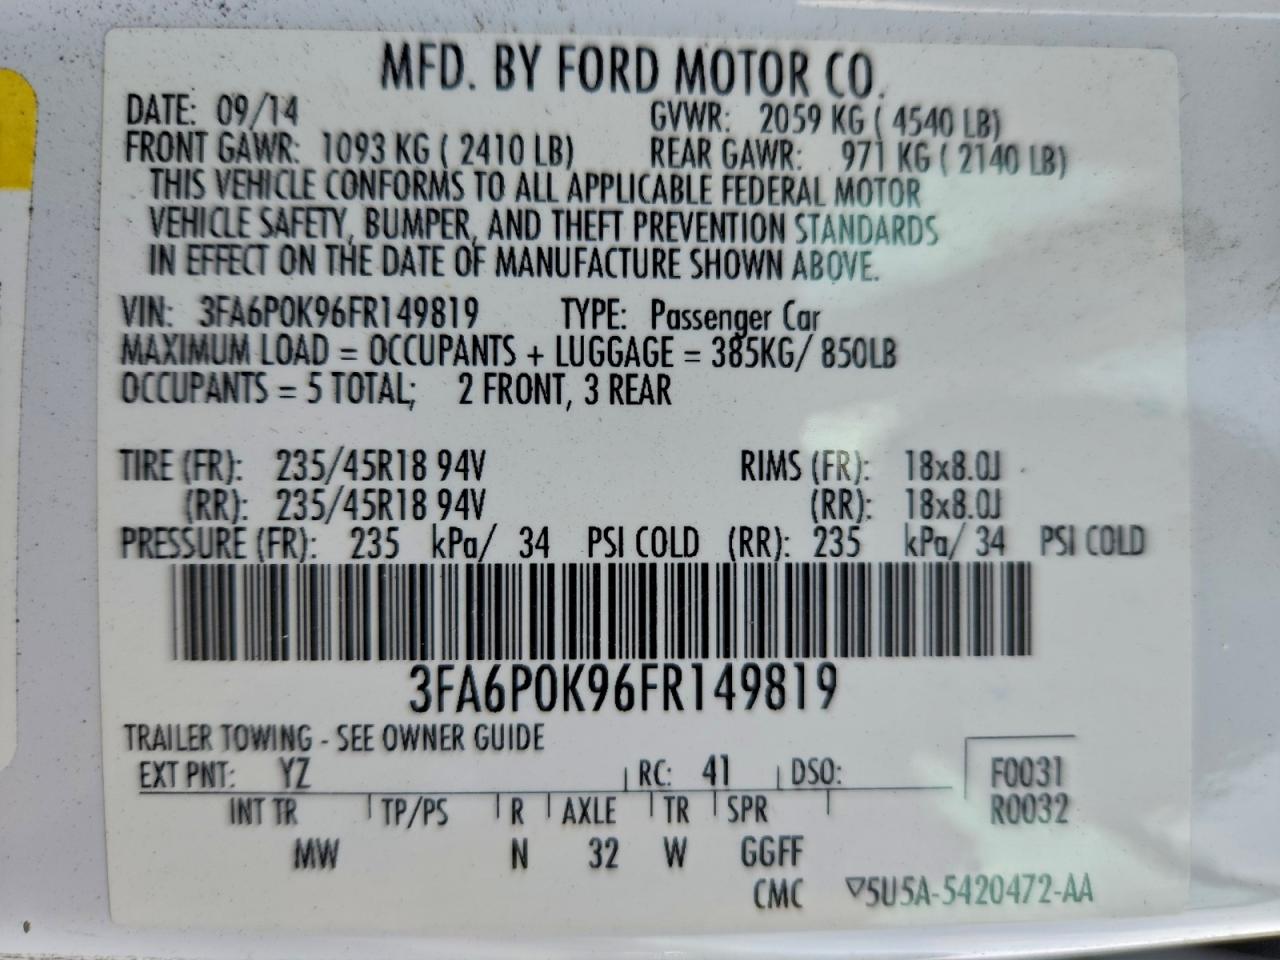 MFD. BY FORD MOTOR CO.
DATE: 09/14 GVWR: 2059 KG ( 4540 LB)
FRONT GAWR: 1093 KG ( 2410 LB) REAR GAWR: 971 KG ( 2140 LB)
THIS VEHICLE CONFORMS TO ALL APPLICABLE FEDERAL MOTOR
VEHICLE SAFETY, BUMPER, AND THEFT PREVENTION STANDARDS
IN EFFECT ON THE DATE OF MANUFACTURE SHOWN ABOVE.
VIN: 3FA6P0K96FR149819 TYPE: Passenger Car
MAXIMUM LOAD = OCCUPANTS + LUGGAGE = 385KG/ 850LB
OCCUPANTS = 5 TOTAL; 2 FRONT, 3 REAR
TIRE (FR): 235/45R18 94V RIMS (FR): 18x8.0J
(RR): 235/45R18 94V (RR): 18x8.0J
PRESSURE (FR): 235 kPa/ 34 PSI COLD (RR): 235 kPa/ 34 PSI COLD
3FA6P0K96FR149819
TRAILER TOWING - SEE OWNER GUIDE
EXT PNT: YZ RC: 41 DSO: F0031
INT TR TP/PS R AXLE TR SPR R0032
MW N 32 W GGFF
CMC ▽5U5A-5420472-AA